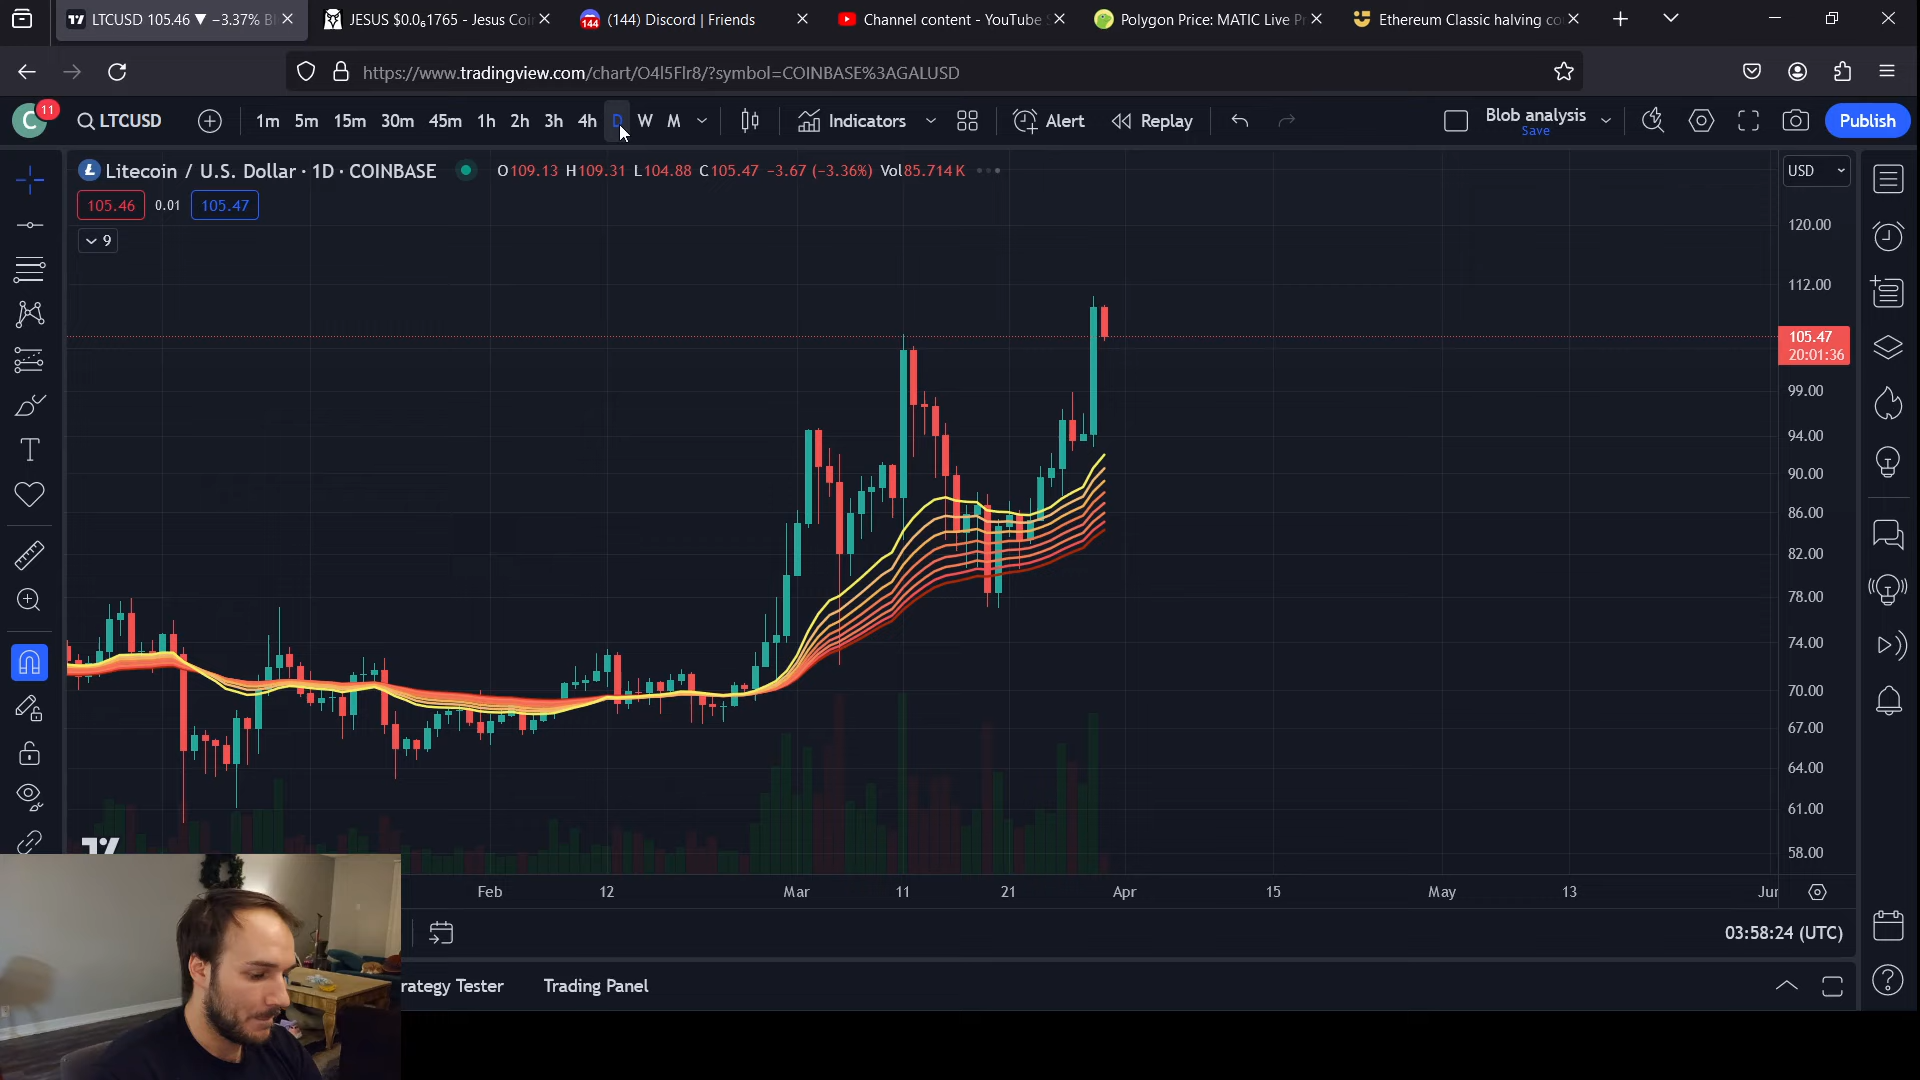 LTCUSD 105.46 ▼ −3.37%
JESUS $0.0₆1765 - Jesus Coi
(144) Discord | Friends
Channel content - YouTube
Polygon Price: MATIC Live P
Ethereum Classic halving co
144
https://www.tradingview.com/chart/O4l5Flr8/?symbol=COINBASE%3AGALUSD
C
11
LTCUSD
1m 5m 15m 30m 45m 1h 2h 3h 4h D W M
Indicators
Alert
Replay
Blob analysis
Save
Publish
Litecoin / U.S. Dollar · 1D · COINBASE
O109.13 H109.31 L104.88 C105.47 −3.67 (−3.36%) Vol85.714 K
USD
105.46 0.01 105.47
9
120.00
112.00
105.47
20:01:36
99.00
94.00
90.00
86.00
82.00
78.00
74.00
70.00
67.00
64.00
61.00
58.00
Feb 12 Mar 11 21 Apr 15 May 13
03:58:24 (UTC)
rategy Tester
Trading Panel